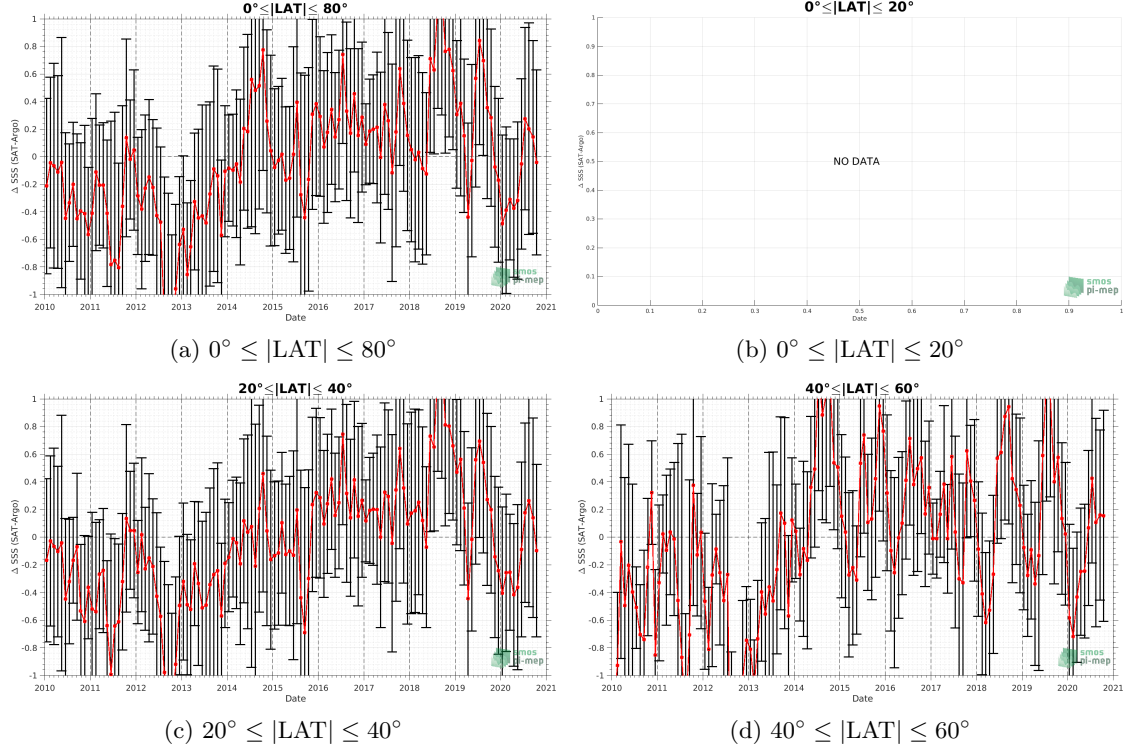 0°≤|LAT|≤ 80°
1
0.8
0.6
0.4
0.2
0
-0.2
-0.4
-0.6
-0.8
-1
Δ SSS (SAT-Argo)
2010 2011 2012 2013 2014 2015 2016 2017 2018 2019 2020 2021
Date
smos
pi-mep
(a) 0° ≤ |LAT| ≤ 80°
0°≤|LAT|≤ 20°
1
0.9
0.8
0.7
0.6
0.5
0.4
0.3
0.2
0.1
0
Δ SSS (SAT-Argo)
NO DATA
0 0.1 0.2 0.3 0.4 0.5 0.6 0.7 0.8 0.9 1
Date
smos
pi-mep
(b) 0° ≤ |LAT| ≤ 20°
20°≤|LAT|≤ 40°
1
0.8
0.6
0.4
0.2
0
-0.2
-0.4
-0.6
-0.8
-1
Δ SSS (SAT-Argo)
2010 2011 2012 2013 2014 2015 2016 2017 2018 2019 2020 2021
Date
smos
pi-mep
(c) 20° ≤ |LAT| ≤ 40°
40°≤|LAT|≤ 60°
1
0.8
0.6
0.4
0.2
0
-0.2
-0.4
-0.6
-0.8
-1
Δ SSS (SAT-Argo)
2010 2011 2012 2013 2014 2015 2016 2017 2018 2019 2020 2021
Date
smos
pi-mep
(d) 40° ≤ |LAT| ≤ 60°